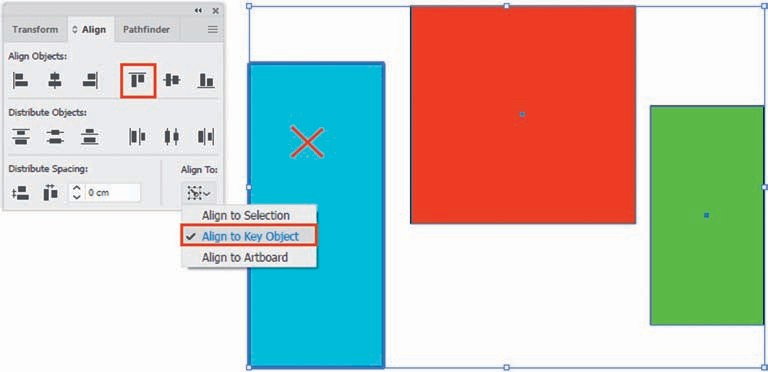 Transform
Align
Pathfinder
Align Objects:
Distribute Objects:
Distribute Spacing:
Align To:
0 cm
Align to Selection
Align to Key Object
Align to Artboard